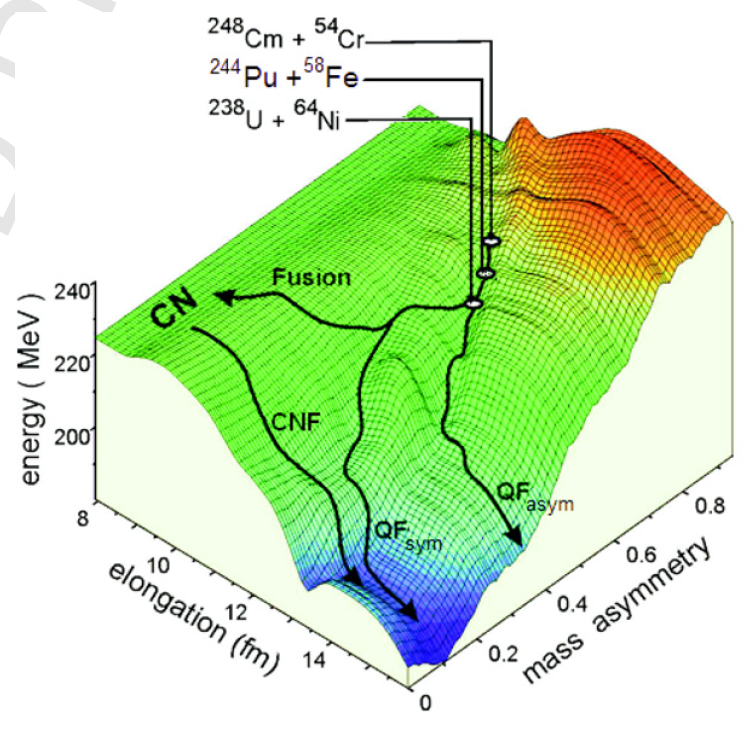 ²⁴⁸Cm + ⁵⁴Cr
²⁴⁴Pu + ⁵⁸Fe
²³⁸U + ⁶⁴Ni
Fusion
CN
CNF
QFsym
QFasym
energy ( MeV )
240
220
200
8
10
12
14
elongation (fm)
0
0.2
0.4
0.6
0.8
mass asymmetry